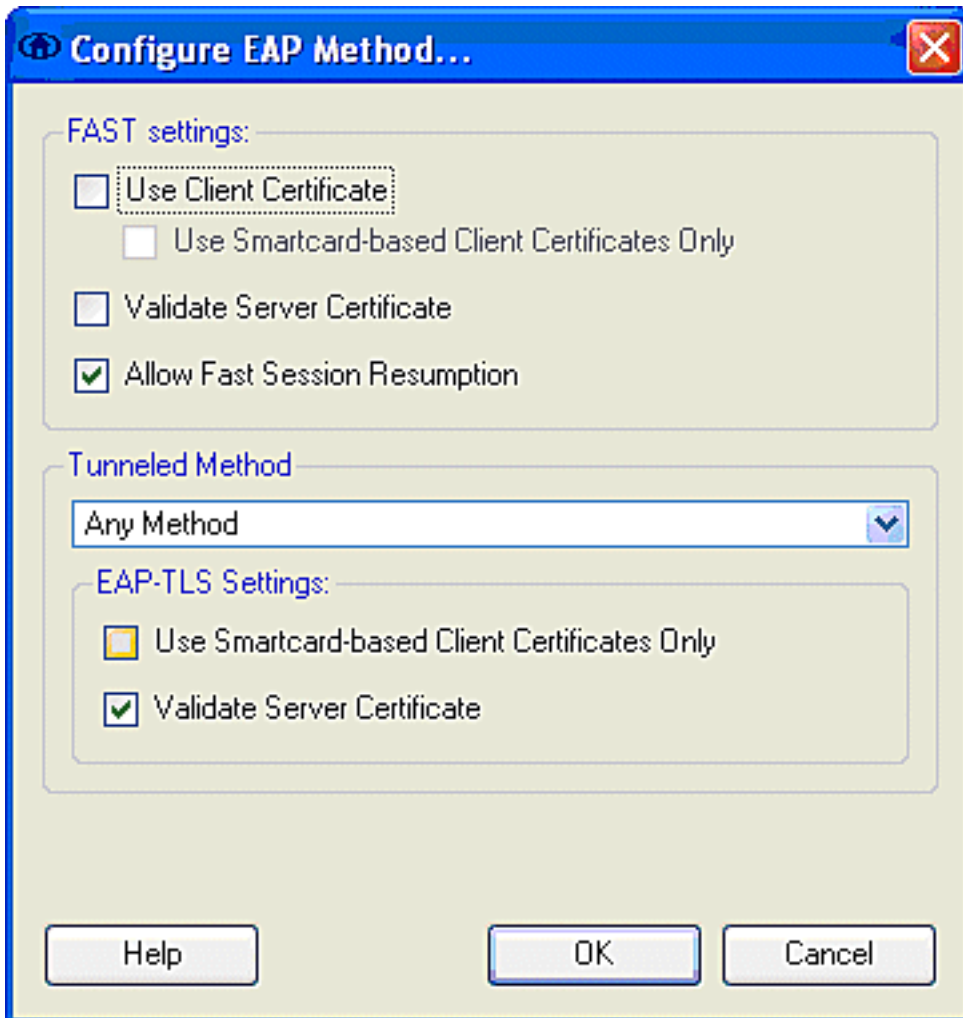 Configure EAP Method...
FAST settings:
Use Client Certificate
Use Smartcard-based Client Certificates Only
Validate Server Certificate
Allow Fast Session Resumption
Tunneled Method
Any Method
EAP-TLS Settings:
Use Smartcard-based Client Certificates Only
Validate Server Certificate
Help OK Cancel